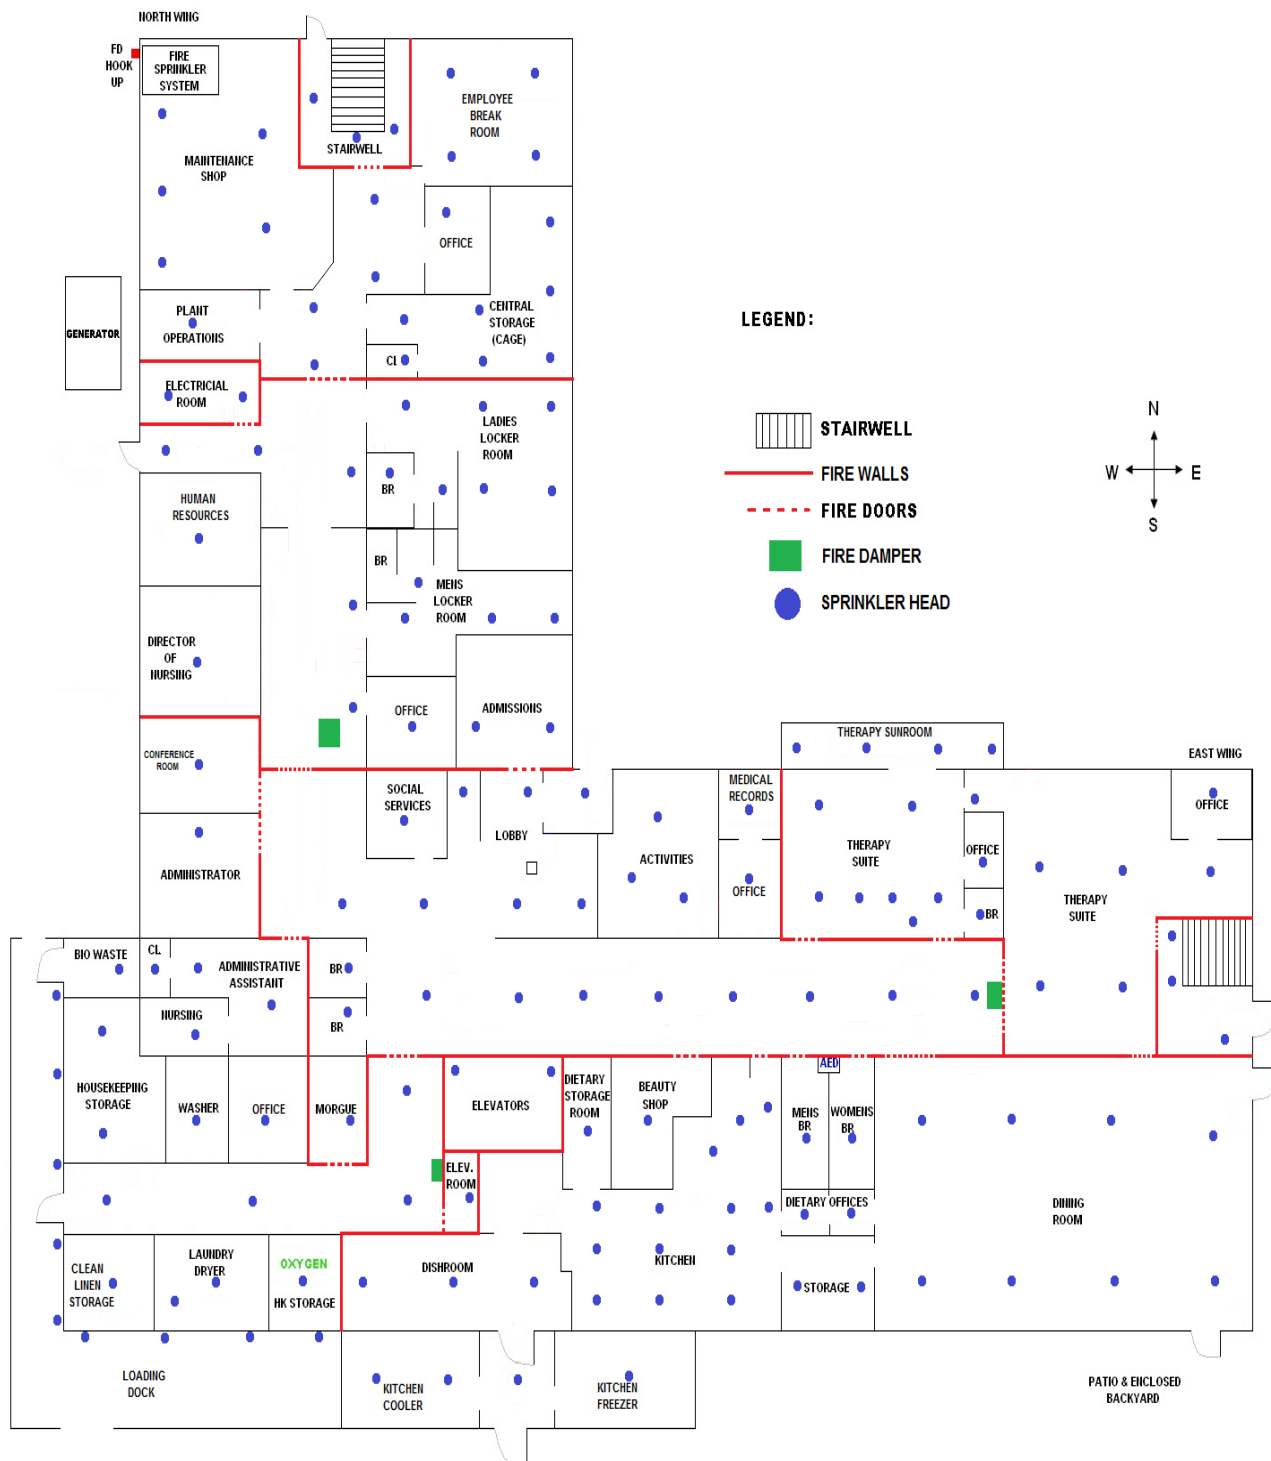 NORTH WING
FD
HOOK
UP
FIRE
SPRINKLER
SYSTEM
EMPLOYEE
BREAK
ROOM
STAIRWELL
MAINTENANCE
SHOP
OFFICE
PLANT
OPERATIONS
GENERATOR
CENTRAL
STORAGE
(CAGE)
CL
ELECTRICIAL
ROOM
LADIES
LOCKER
ROOM
LEGEND:
STAIRWELL
FIRE WALLS
FIRE DOORS
FIRE DAMPER
SPRINKLER HEAD
N
W
E
S
BR
HUMAN
RESOURCES
BR
MENS
LOCKER
ROOM
DIRECTOR
OF
NURSING
OFFICE
ADMISSIONS
CONFERENCE
ROOM
SOCIAL
SERVICES
LOBBY
MEDICAL
RECORDS
THERAPY SUNROOM
EAST WING
OFFICE
ACTIVITIES
OFFICE
THERAPY
SUITE
OFFICE
BR
THERAPY
SUITE
ADMINISTRATOR
BIO WASTE
CL
ADMINISTRATIVE
ASSISTANT
BR
NURSING
BR
HOUSEKEEPING
STORAGE
WASHER
OFFICE
MORGUE
ELEVATORS
DIETARY
STORAGE
ROOM
BEAUTY
SHOP
AED
MENS
BR
WOMENS
BR
ELEV.
ROOM
DIETARY OFFICES
DINING
ROOM
CLEAN
LINEN
STORAGE
LAUNDRY
DRYER
OXYGEN
HK STORAGE
DISHROOM
KITCHEN
STORAGE
LOADING
DOCK
KITCHEN
COOLER
KITCHEN
FREEZER
PATIO & ENCLOSED
BACKYARD